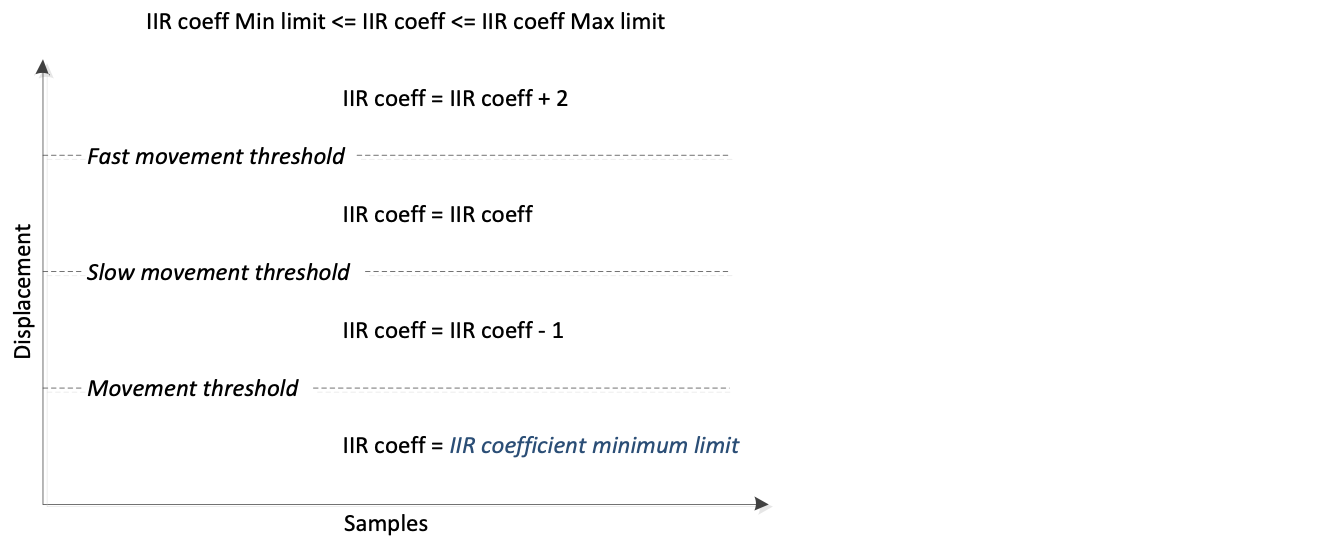 IIR coeff Min limit <= IIR coeff <= IIR coeff Max limit
IIR coeff = IIR coeff + 2
Fast movement threshold
IIR coeff = IIR coeff
Slow movement threshold
Displacement
IIR coeff = IIR coeff - 1
Movement threshold
IIR coeff = IIR coefficient minimum limit
Samples